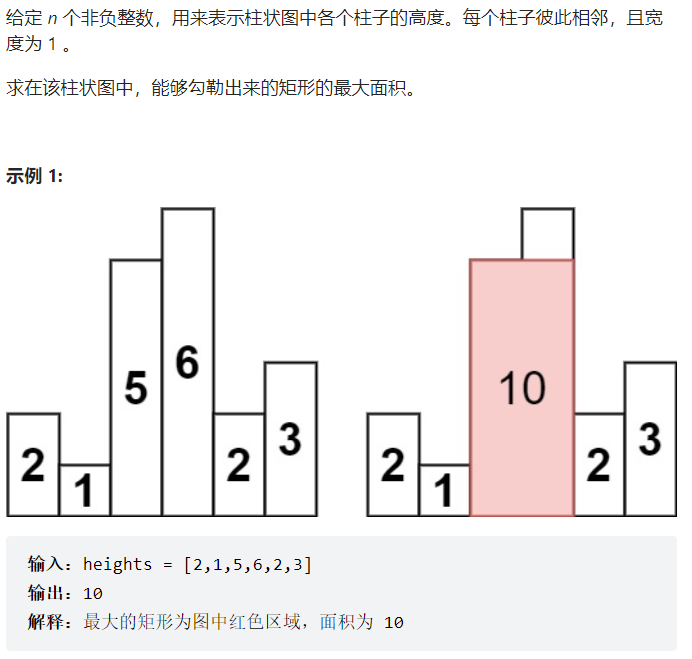 给定 n 个非负整数，用来表示柱状图中各个柱子的高度。每个柱子彼此相邻，且宽
度为 1 。
求在该柱状图中，能够勾勒出来的矩形的最大面积。
示例 1:
2 1 5 6 2 3
2 1 10 2 3
输入：heights = [2,1,5,6,2,3]
输出：10
解释：最大的矩形为图中红色区域，面积为 10